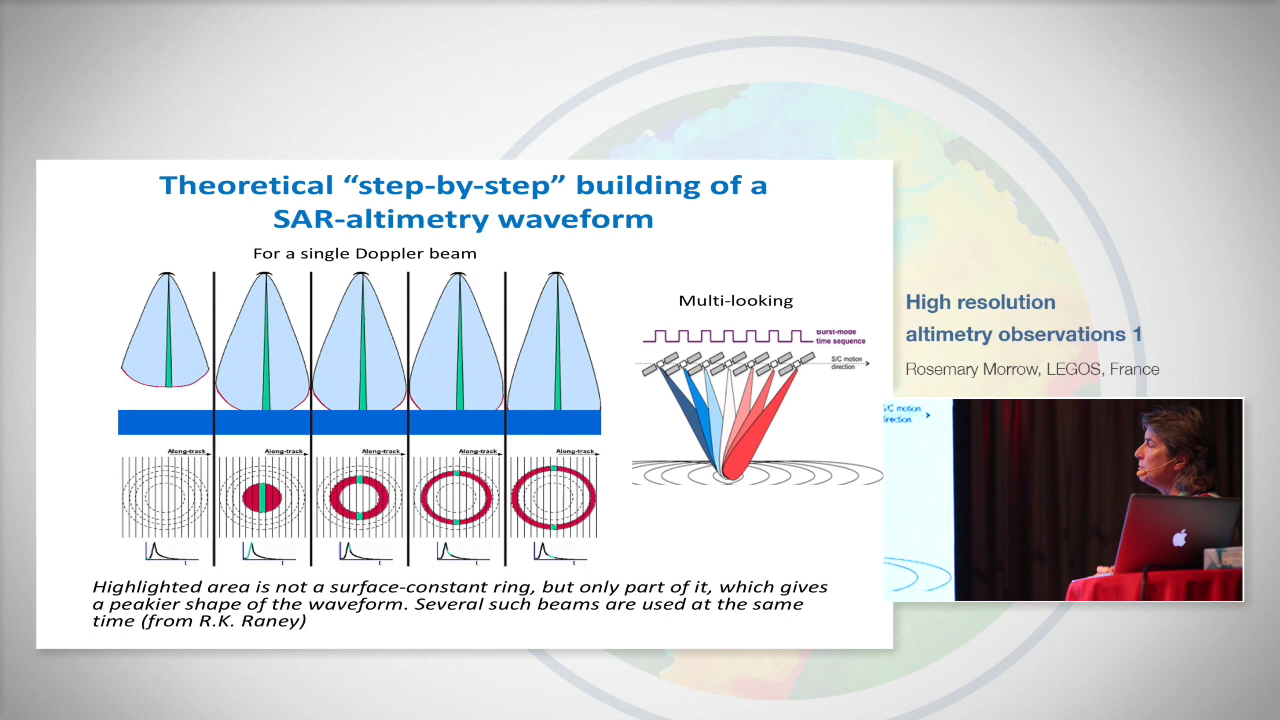 Theoretical “step-by-step” building of a
SAR-altimetry waveform
For a single Doppler beam
Multi-looking
Burst-mode
time sequence
S/C motion
direction
Along-track
Along-track
Along-track
Along-track
Along-track
Highlighted area is not a surface-constant ring, but only part of it, which gives
a peakier shape of the waveform. Several such beams are used at the same
time (from R.K. Raney)
High resolution
altimetry observations 1
Rosemary Morrow, LEGOS, France
S/C motion
direction